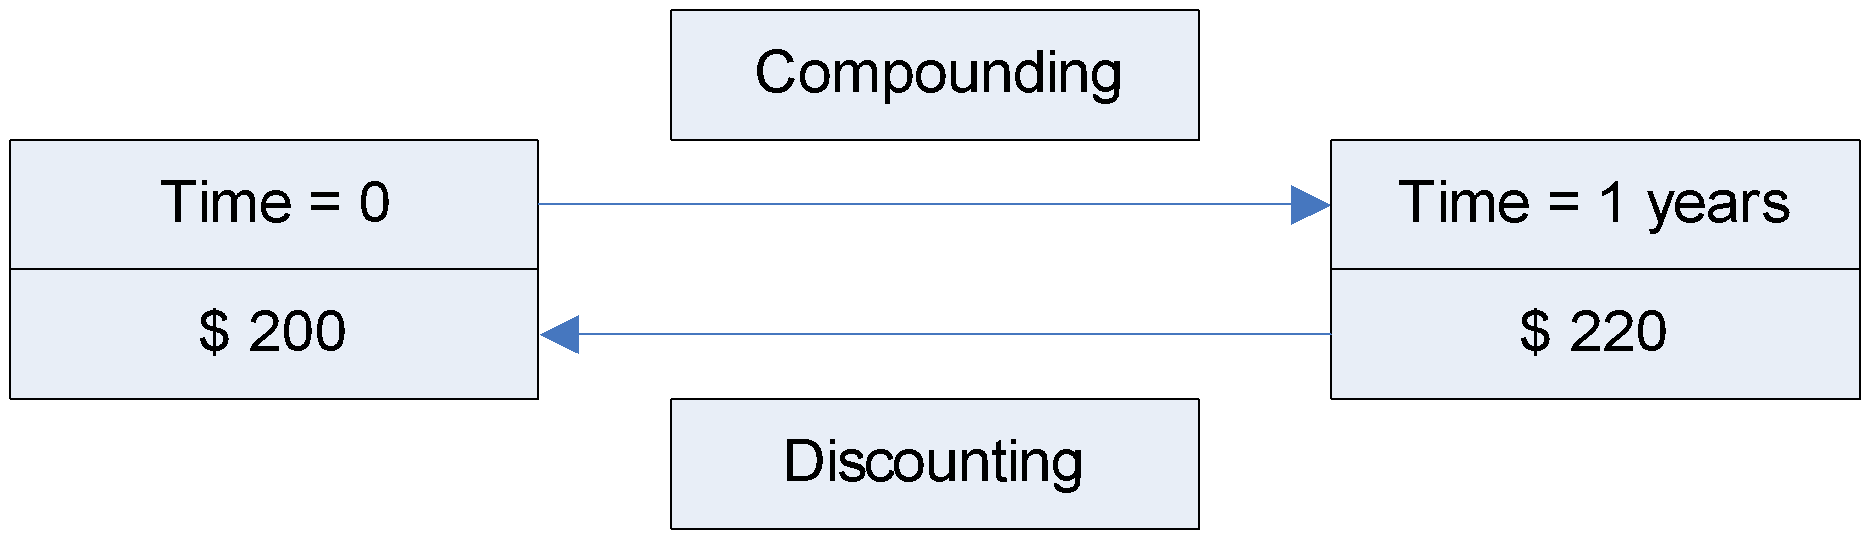 Compounding
Time = 0
Time = 1 years
$ 200
$ 220
Discounting